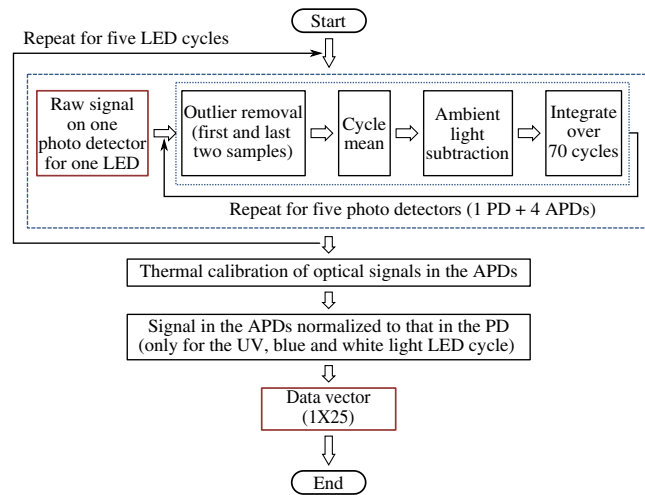 Start
Repeat for five LED cycles
Raw signal
on one
photo detector
for one LED
Outlier removal
(first and last
two samples)
Cycle
mean
Ambient
light
subtraction
Integrate
over
70 cycles
Repeat for five photo detectors (1 PD + 4 APDs)
Thermal calibration of optical signals in the APDs
Signal in the APDs normalized to that in the PD
(only for the UV, blue and white light LED cycle)
Data vector
(1X25)
End